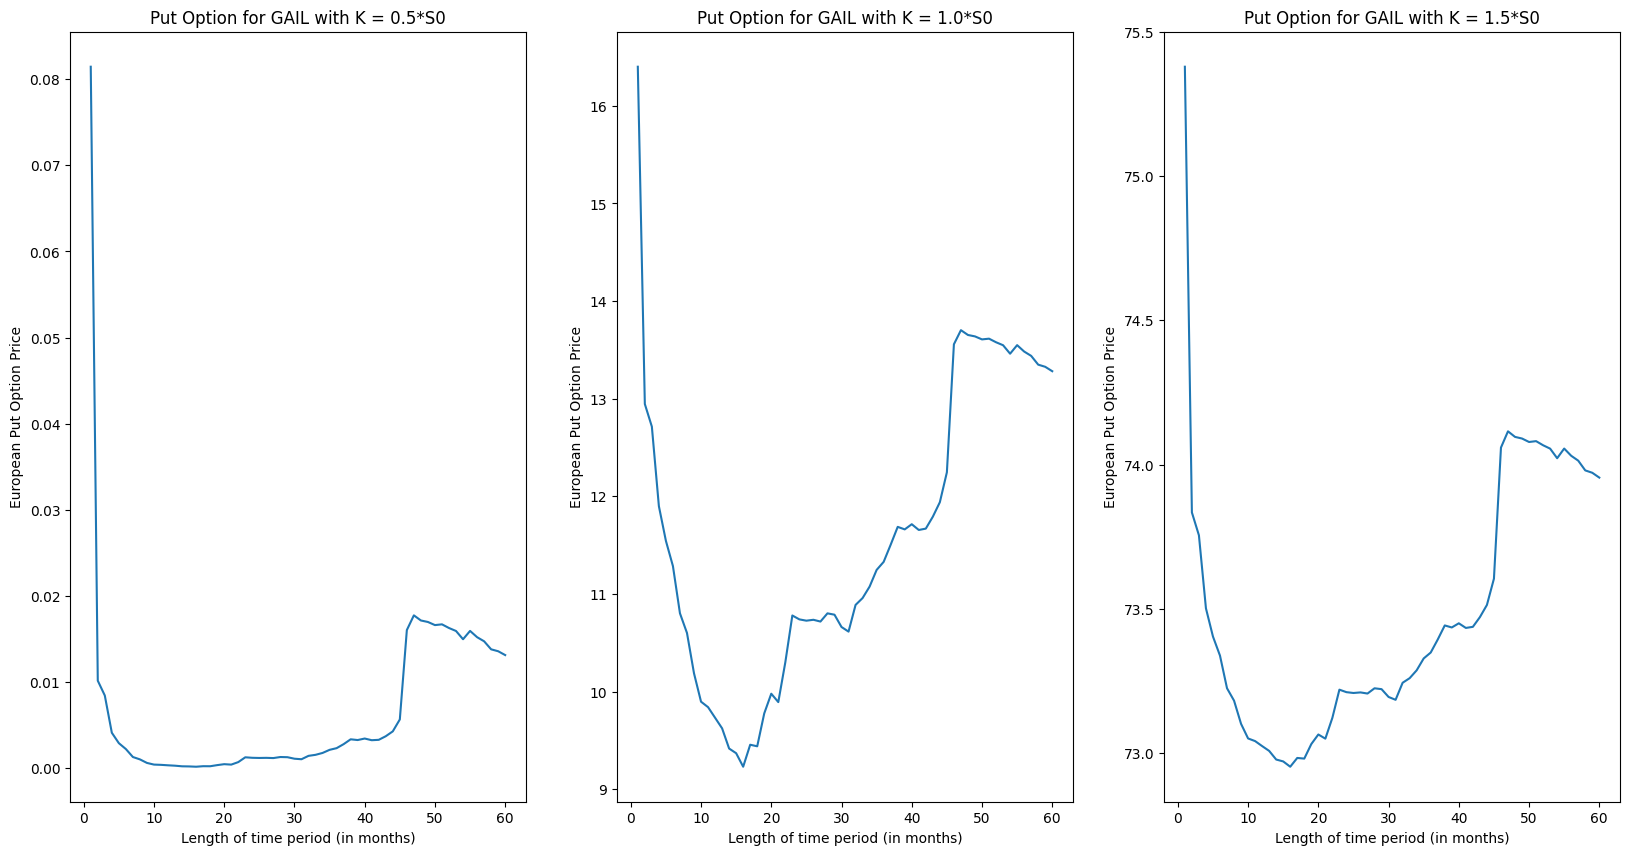 Put Option for GAIL with K = 0.5*S0
European Put Option Price
0.08
0.07
0.06
0.05
0.04
0.03
0.02
0.01
0.00
0 10 20 30 40 50 60
Length of time period (in months)
Put Option for GAIL with K = 1.0*S0
European Put Option Price
16
15
14
13
12
11
10
9
0 10 20 30 40 50 60
Length of time period (in months)
Put Option for GAIL with K = 1.5*S0
European Put Option Price
75.5
75.0
74.5
74.0
73.5
73.0
0 10 20 30 40 50 60
Length of time period (in months)